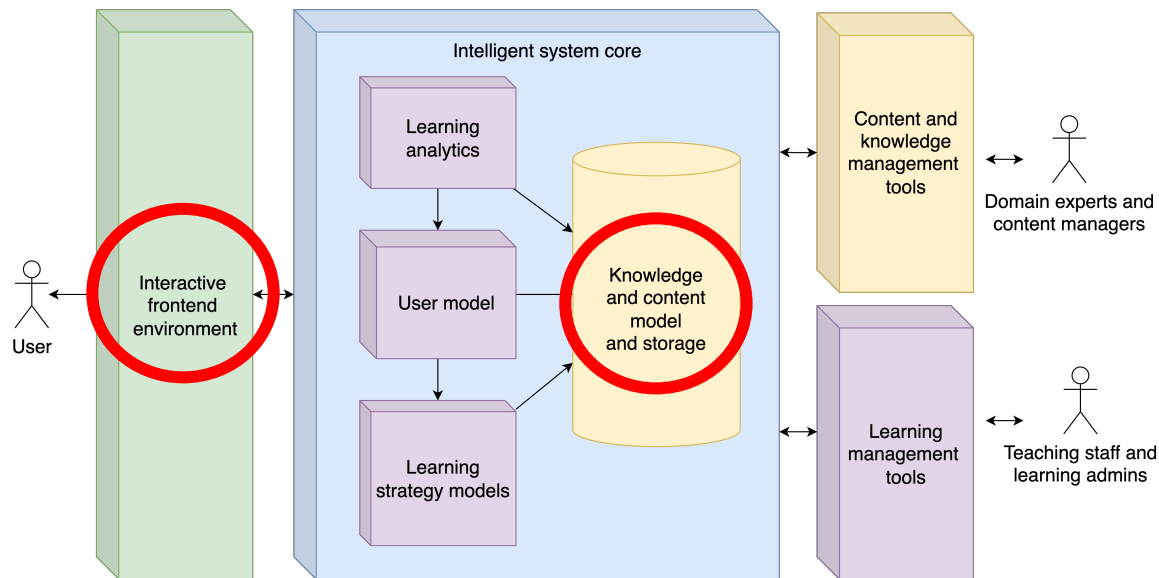 Intelligent system core
Learning
analytics
User model
Learning
strategy models
Knowledge
and content
model
and storage
Interactive
frontend
environment
User
Content and
knowledge
management
tools
Domain experts and
content managers
Learning
management
tools
Teaching staff and
learning admins